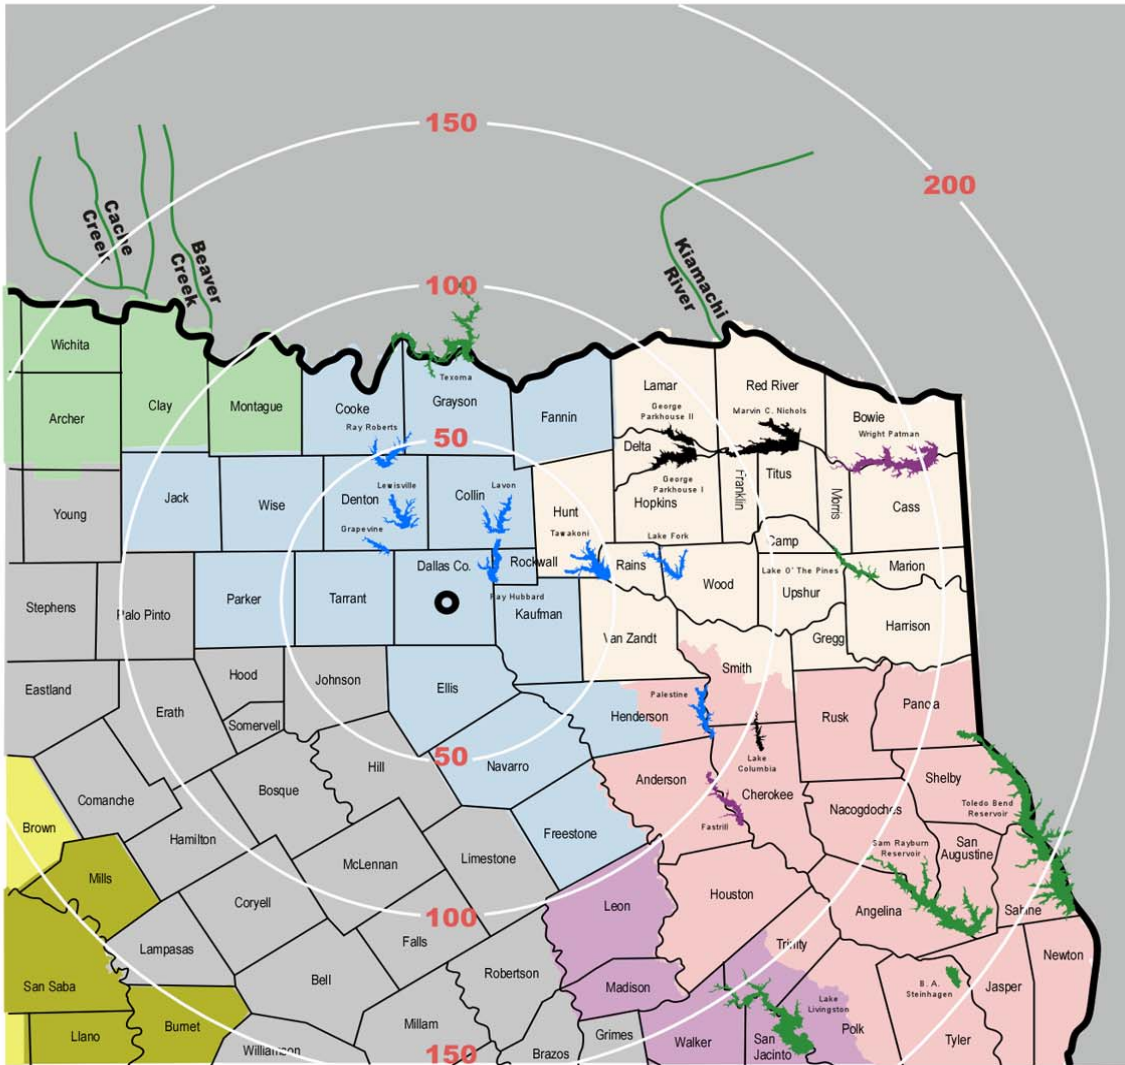 150
200
Cache
Creek
Beaver
Creek
Kiamachi
River
100
Wichita
Archer
Clay
Montague
Cooke
Ray Roberts
Texoma
Grayson
Fannin
Lamar
George
Parkhouse II
Red River
Marvin C. Nichols
Bowie
Wright Patman
50
Delta
George
Parkhouse I
Hopkins
Franklin
Titus
Morris
Cass
Young
Jack
Wise
Denton
Lewisville
Grapevine
Collin
Lavon
Hunt
Tawakoni
Lake Fork
Camp
Lake O' The Pines
Marion
Stephens
Palo Pinto
Parker
Tarrant
Dallas Co.
Rockwall
Ray Hubbard
Kaufman
Rains
Wood
Upshur
Harrison
Van Zandt
Gregg
Smith
Eastland
Erath
Hood
Somervell
Johnson
Ellis
Henderson
Palestine
Rusk
Panola
50
Hill
Navarro
Anderson
Lake
Columbia
Cherokee
Fastrill
Nacogdoches
Shelby
Toledo Bend
Reservoir
Brown
Comanche
Bosque
Hamilton
Freestone
Sam Rayburn
Reservoir
San
Augustine
Mills
Coryell
McLennan
Limestone
Leon
Houston
Angelina
Sabine
100
Lampasas
Falls
Trinity
Newton
San Saba
Bell
Robertson
Madison
Lake
Livingston
B. A.
Steinhagen
Jasper
Llano
Burnet
Millam
Grimes
Walker
San
Jacinto
Polk
Tyler
Williamson
150
Brazos